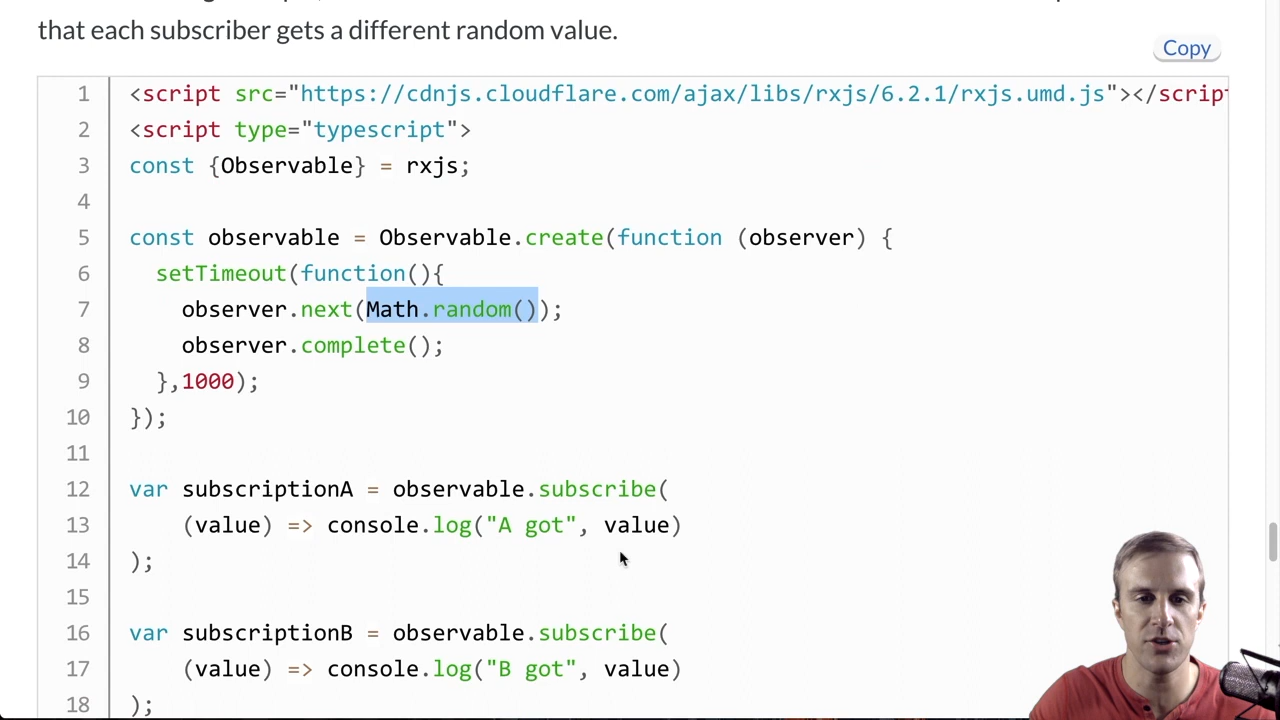 that each subscriber gets a different random value.
Copy
1 <script src="https://cdnjs.cloudflare.com/ajax/libs/rxjs/6.2.1/rxjs.umd.js"></script
2 <script type="typescript">
3 const {Observable} = rxjs;
4
5 const observable = Observable.create(function (observer) {
6   setTimeout(function(){
7     observer.next(Math.random());
8     observer.complete();
9   },1000);
10 });
11
12 var subscriptionA = observable.subscribe(
13     (value) => console.log("A got", value)
14 );
15
16 var subscriptionB = observable.subscribe(
17     (value) => console.log("B got", value)
18 );